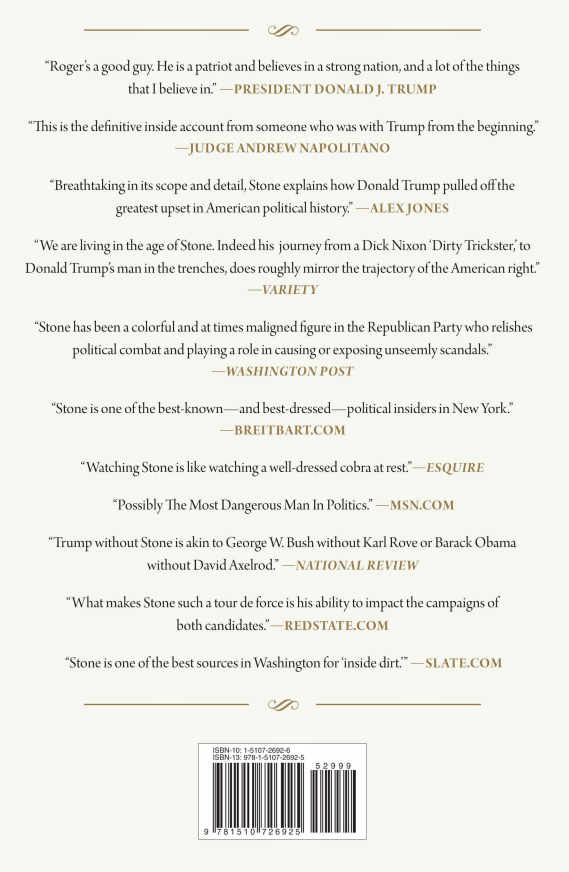 “Roger’s a good guy. He is a patriot and believes in a strong nation, and a lot of the things
that I believe in.” —PRESIDENT DONALD J. TRUMP
“This is the definitive inside account from someone who was with Trump from the beginning.”
—JUDGE ANDREW NAPOLITANO
“Breathtaking in its scope and detail, Stone explains how Donald Trump pulled off the
greatest upset in American political history.” —ALEX JONES
“We are living in the age of Stone. Indeed his journey from a Dick Nixon ‘Dirty Trickster,’ to
Donald Trump’s man in the trenches, does roughly mirror the trajectory of the American right.”
—VARIETY
“Stone has been a colorful and at times maligned figure in the Republican Party who relishes
political combat and playing a role in causing or exposing unseemly scandals.”
—WASHINGTON POST
“Stone is one of the best-known—and best-dressed—political insiders in New York.”
—BREITBART.COM
“Watching Stone is like watching a well-dressed cobra at rest.”—ESQUIRE
“Possibly The Most Dangerous Man In Politics.” —MSN.COM
“Trump without Stone is akin to George W. Bush without Karl Rove or Barack Obama
without David Axelrod.” —NATIONAL REVIEW
“What makes Stone such a tour de force is his ability to impact the campaigns of
both candidates.”—REDSTATE.COM
“Stone is one of the best sources in Washington for ‘inside dirt.’” —SLATE.COM
ISBN-10: 1-5107-2692-6
ISBN-13: 978-1-5107-2692-5
52999
9 781510 726925